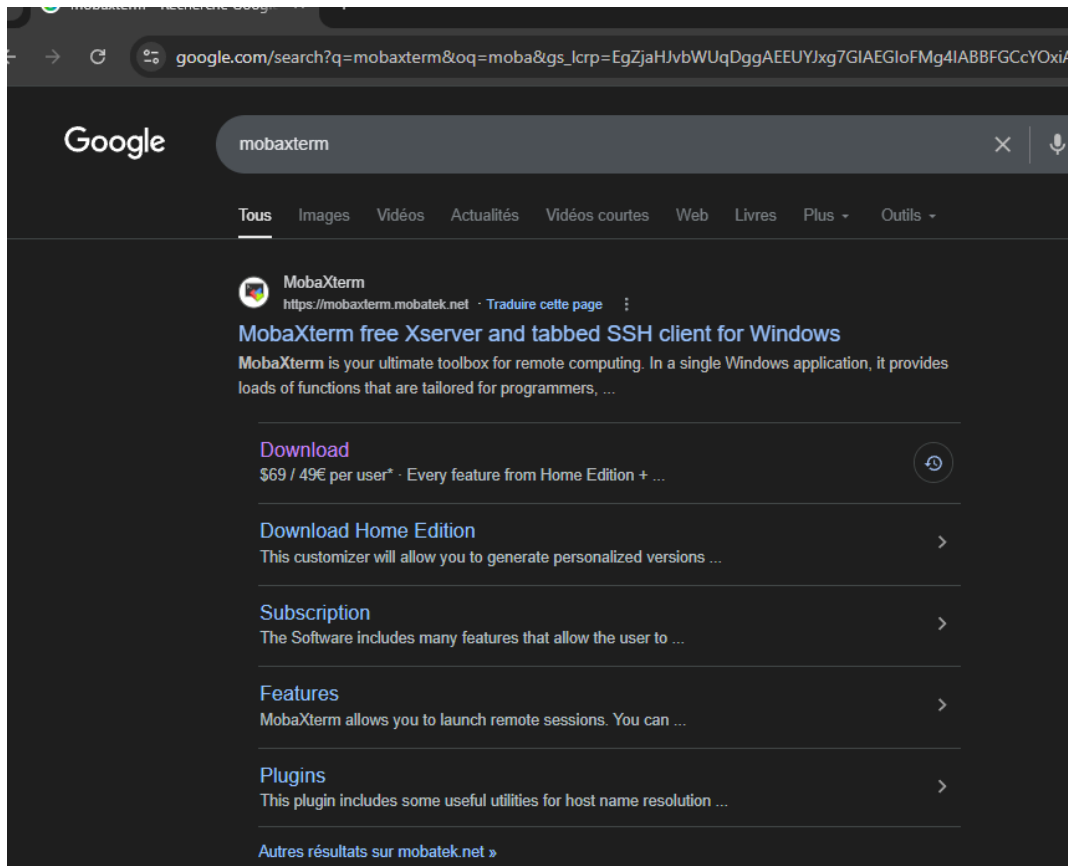 google.com/search?q=mobaxterm&oq=moba&gs_lcrp=
Google
mobaxterm
Tous Images Vidéos Actualités Vidéos courtes Web Livres Plus Outils
MobaXterm
https://mobaxterm.mobatek.net · Traduire cette page
MobaXterm free Xserver and tabbed SSH client for Windows
MobaXterm is your ultimate toolbox for remote computing. In a single Windows application, it provides
loads of functions that are tailored for programmers, ...
Download
$69 / 49€ per user* · Every feature from Home Edition + ...
Download Home Edition
This customizer will allow you to generate personalized versions ...
Subscription
The Software includes many features that allow the user to ...
Features
MobaXterm allows you to launch remote sessions. You can ...
Plugins
This plugin includes some useful utilities for host name resolution ...
Autres résultats sur mobatek.net »